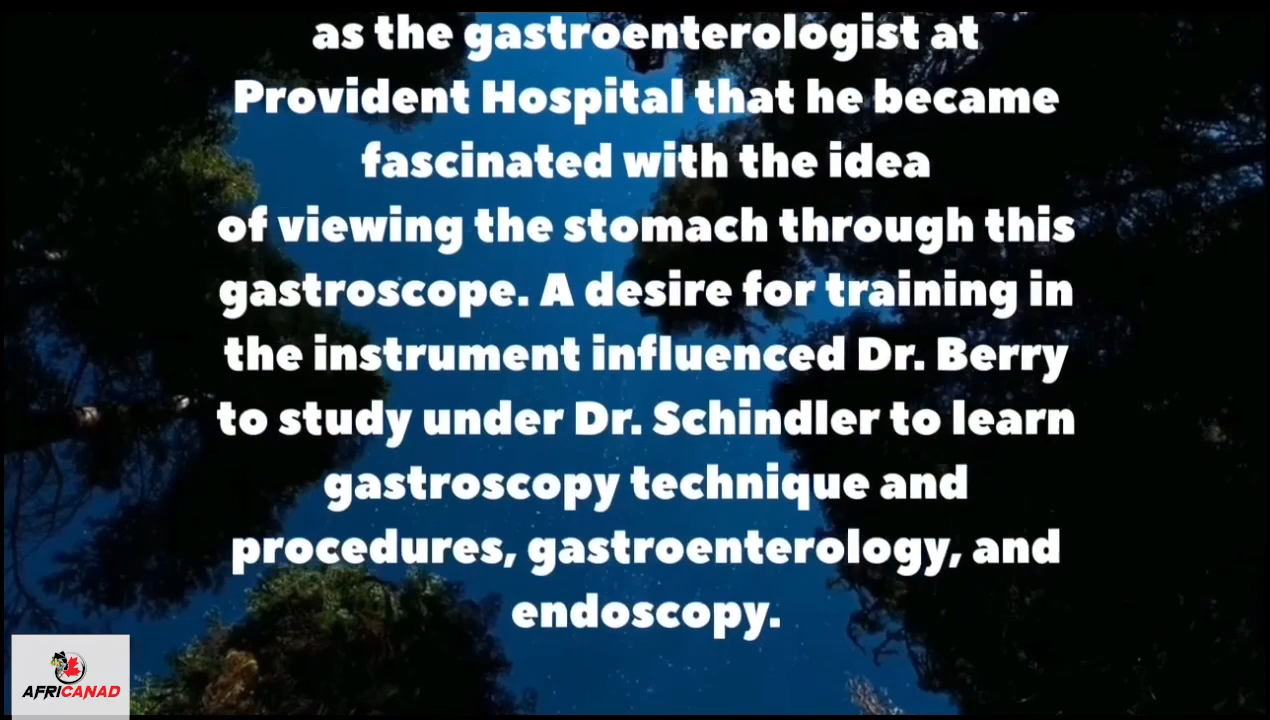 as the gastroenterologist at
Provident Hospital that he became
fascinated with the idea
of viewing the stomach through this
gastroscope. A desire for training in
the instrument influenced Dr. Berry
to study under Dr. Schindler to learn
gastroscopy technique and
procedures, gastroenterology, and
endoscopy.
AFRICANAD